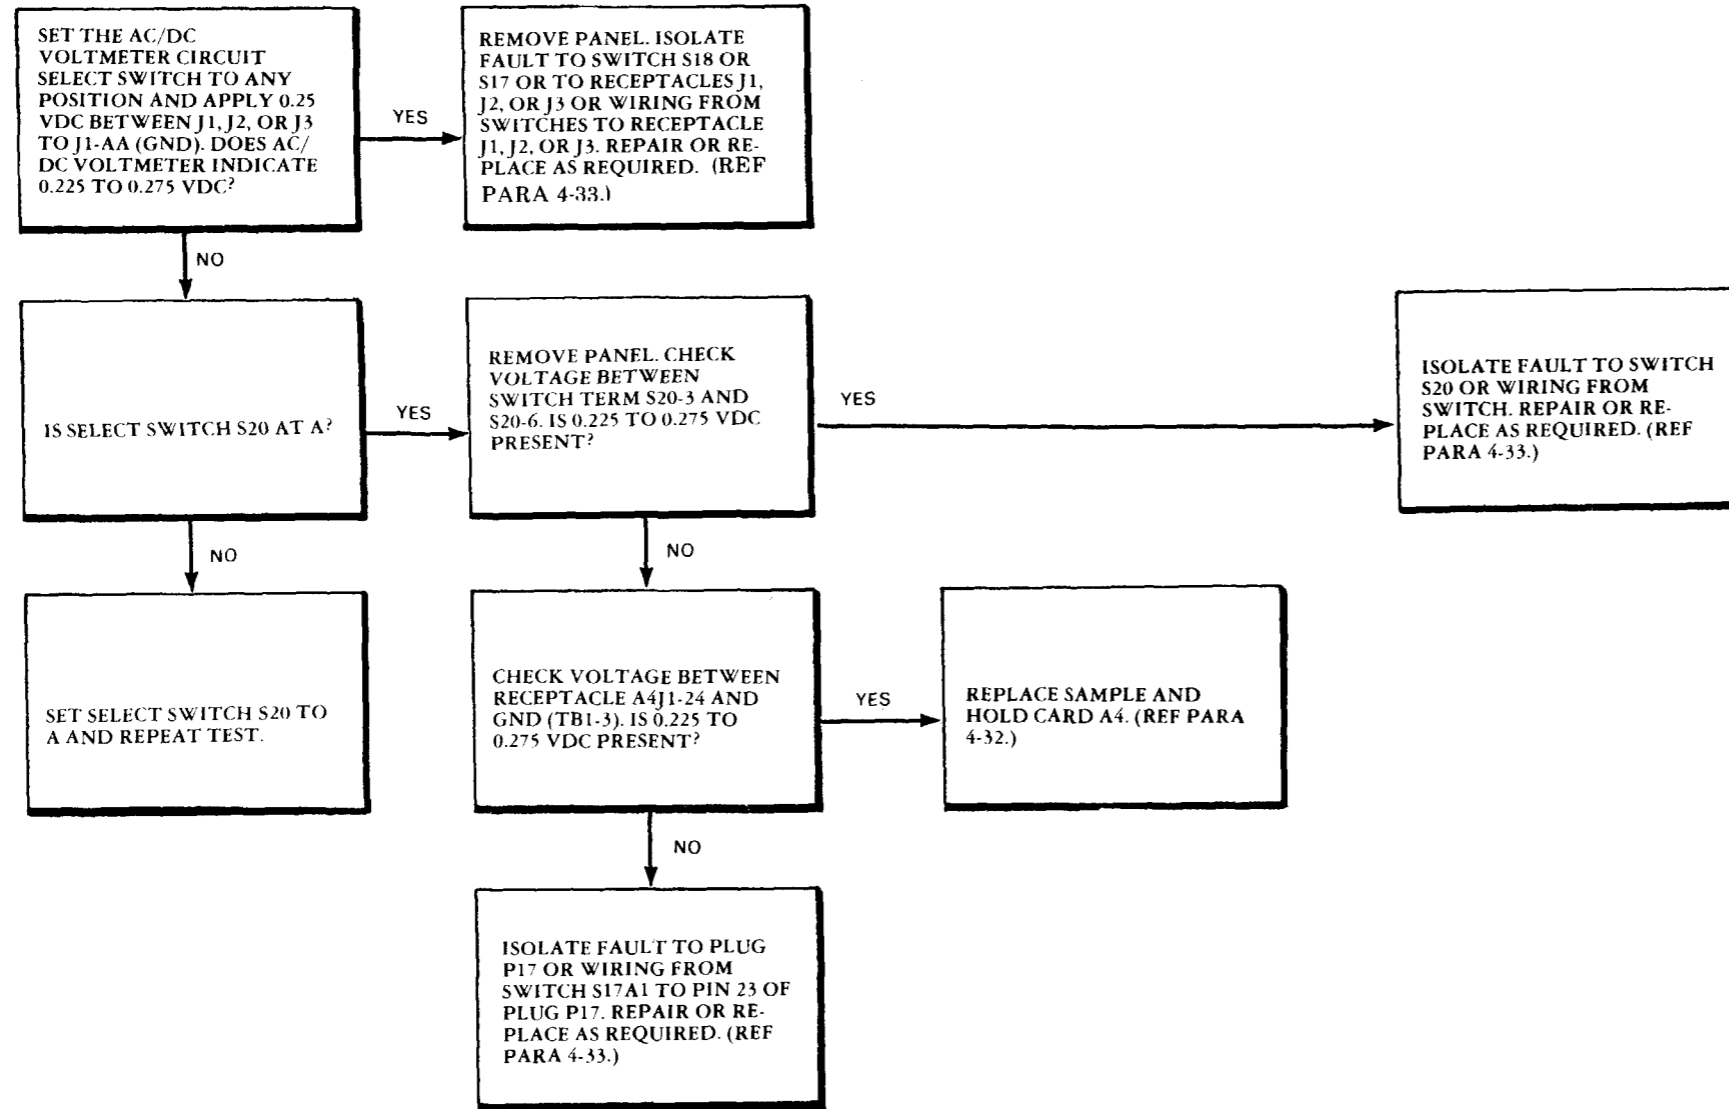 SET THE AC/DC
VOLTMETER CIRCUIT
SELECT SWITCH TO ANY
POSITION AND APPLY 0.25
VDC BETWEEN J1, J2, OR J3
TO J1-AA (GND). DOES AC/
DC VOLTMETER INDICATE
0.225 TO 0.275 VDC?
YES
REMOVE PANEL. ISOLATE
FAULT TO SWITCH S18 OR
S17 OR TO RECEPTACLES J1,
J2, OR J3 OR WIRING FROM
SWITCHES TO RECEPTACLE
J1, J2, OR J3. REPAIR OR RE-
PLACE AS REQUIRED. (REF
PARA 4-33.)
NO
IS SELECT SWITCH S20 AT A?
YES
REMOVE PANEL. CHECK
VOLTAGE BETWEEN
SWITCH TERM S20-3 AND
S20-6. IS 0.225 TO 0.275 VDC
PRESENT?
YES
ISOLATE FAULT TO SWITCH
S20 OR WIRING FROM
SWITCH. REPAIR OR RE-
PLACE AS REQUIRED. (REF
PARA 4-33.)
NO
NO
SET SELECT SWITCH S20 TO
A AND REPEAT TEST.
CHECK VOLTAGE BETWEEN
RECEPTACLE A4J1-24 AND
GND (TB1-3). IS 0.225 TO
0.275 VDC PRESENT?
YES
REPLACE SAMPLE AND
HOLD CARD A4. (REF PARA
4-32.)
NO
ISOLATE FAULT TO PLUG
P17 OR WIRING FROM
SWITCH S17A1 TO PIN 23 OF
PLUG P17. REPAIR OR RE-
PLACE AS REQUIRED. (REF
PARA 4-33.)